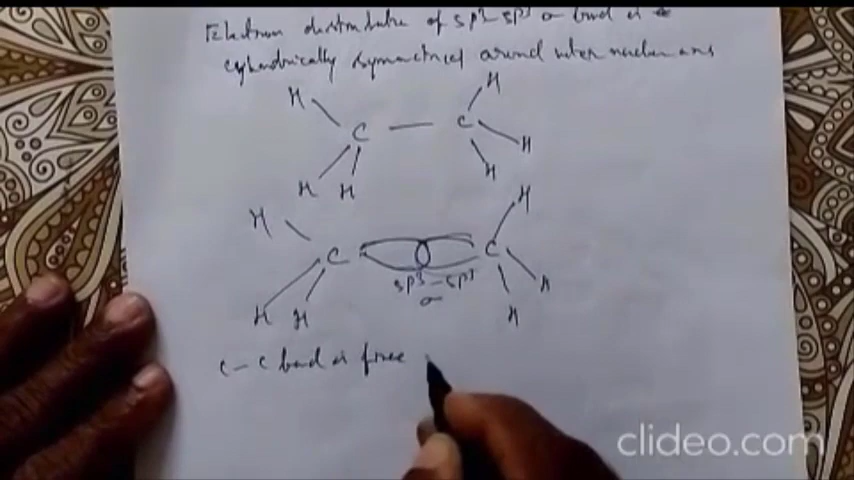 Electron distribution of sp3-sp3 σ bond is
cylendrically symmetrical around inter nuclear axis
H H
C — C H
H H H
H H
C C
sp3 - sp3 H
σ
H H H
C - C bond is free
clideo.com